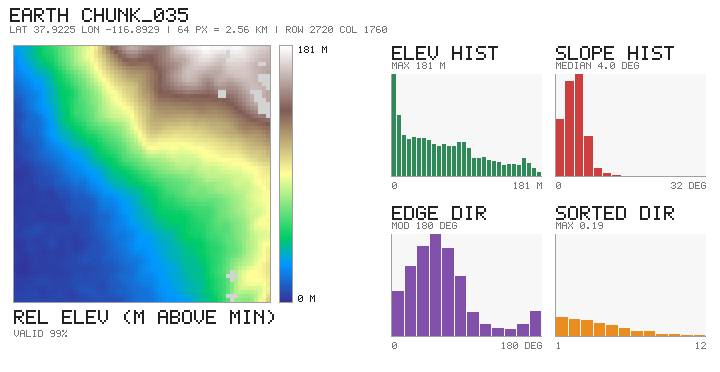 EARTH CHUNK_035
LAT 37.9225 LON -116.8929 | 64 PX = 2.56 KM | ROW 2720 COL 1760
181 M
0 M
REL ELEV (M ABOVE MIN)
VALID 99%
ELEV HIST
MAX 181 M
0 181 M
SLOPE HIST
MEDIAN 4.0 DEG
0 32 DEG
EDGE DIR
MOD 180 DEG
0 180 DEG
SORTED DIR
MAX 0.19
1 12